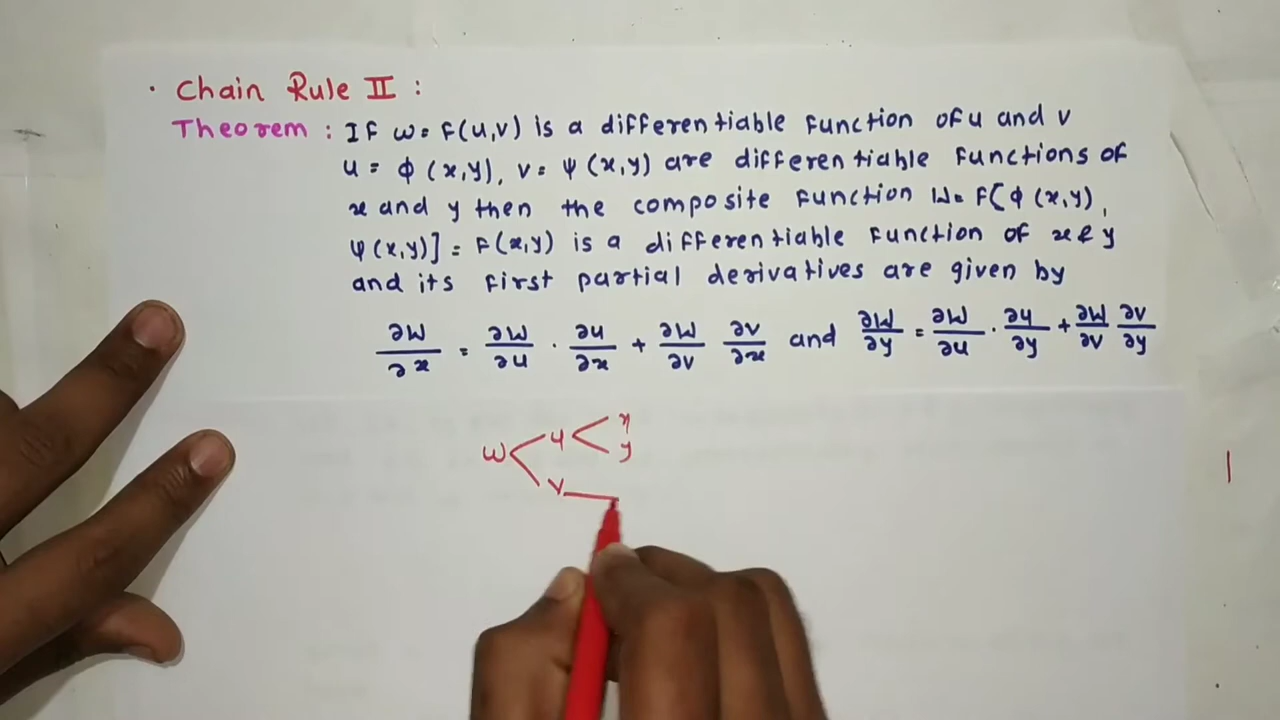 · Chain Rule II :
Theorem : If w = F(u,v) is a differentiable function of u and v
u = φ (x,y), v = ψ (x,y) are differentiable functions of
x and y then the composite function W = F[φ (x,y),
ψ(x,y)] = F(x,y) is a differentiable function of x & y
and its first partial derivatives are given by
∂W/∂x = ∂W/∂u · ∂u/∂x + ∂W/∂v ∂v/∂x and ∂W/∂y = ∂W/∂u · ∂u/∂y + ∂W/∂v ∂v/∂y
x
w < u < y
v